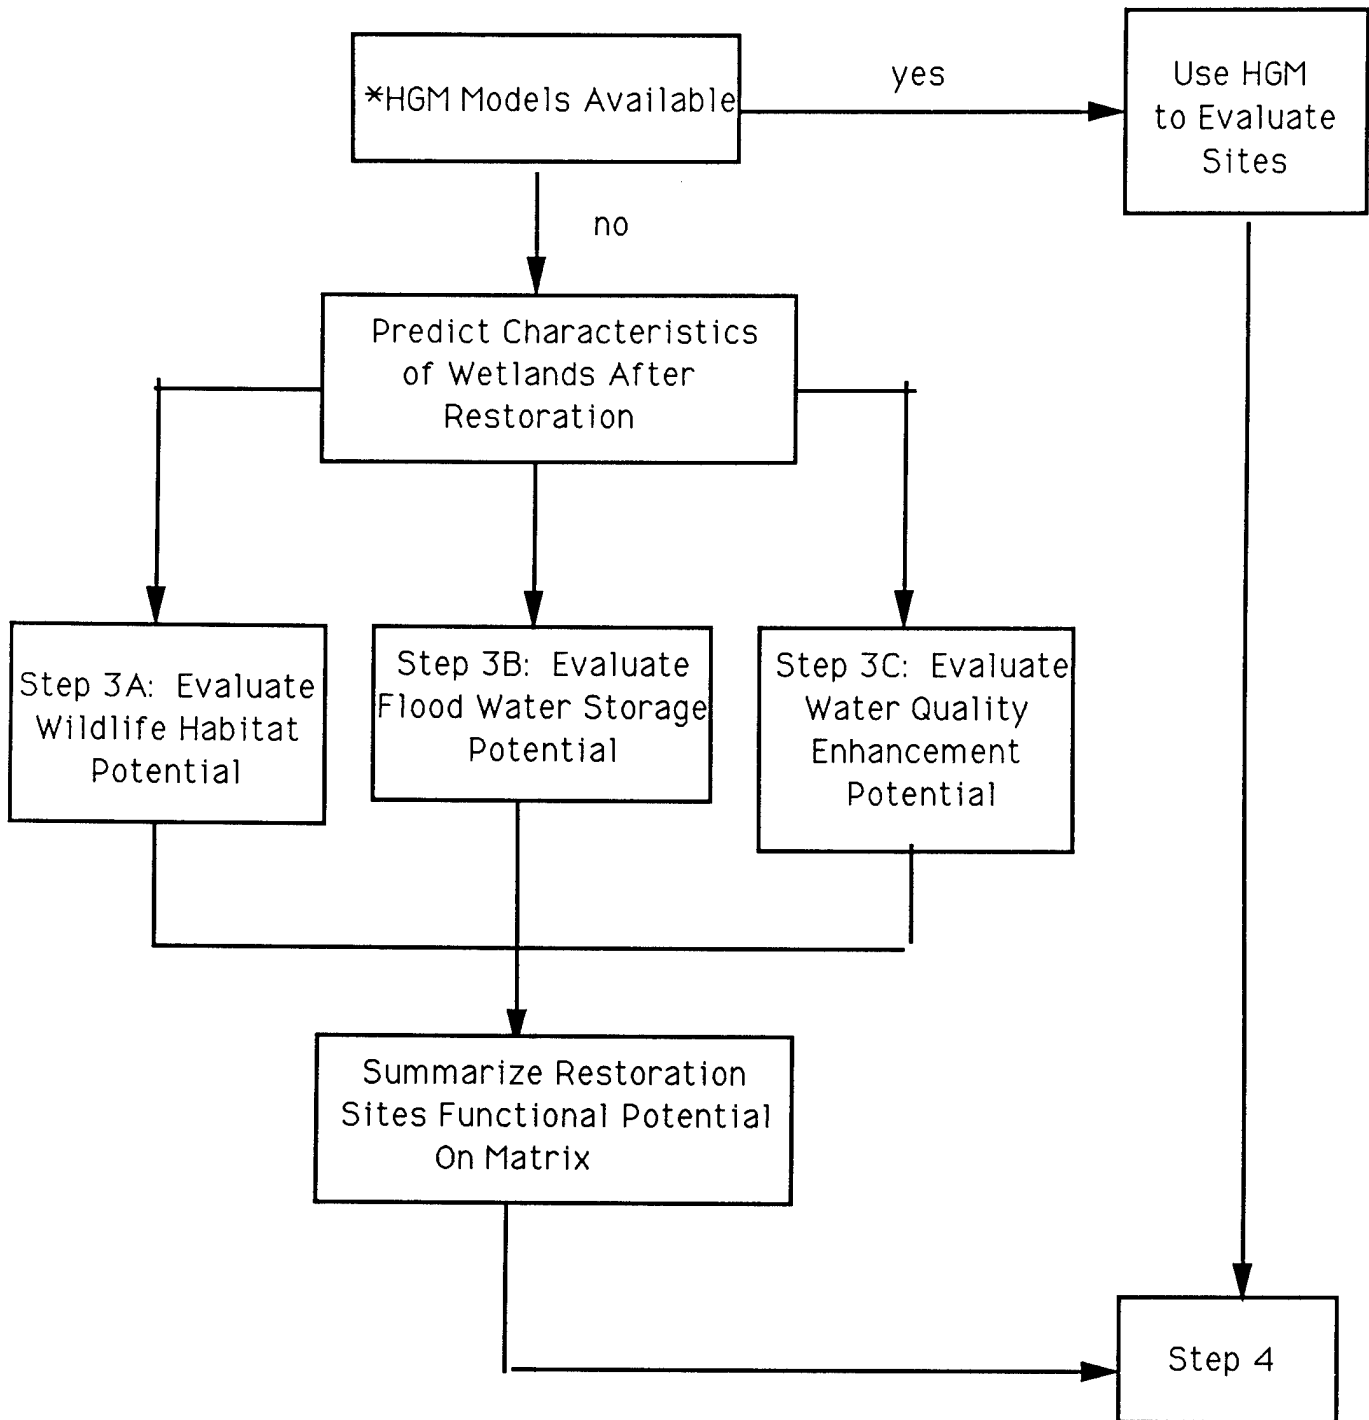 *HGM Models Available
yes
Use HGM
to Evaluate
Sites
no
Predict Characteristics
of Wetlands After
Restoration
Step 3A: Evaluate
Wildlife Habitat
Potential
Step 3B: Evaluate
Flood Water Storage
Potential
Step 3C: Evaluate
Water Quality
Enhancement
Potential
Summarize Restoration
Sites Functional Potential
On Matrix
Step 4